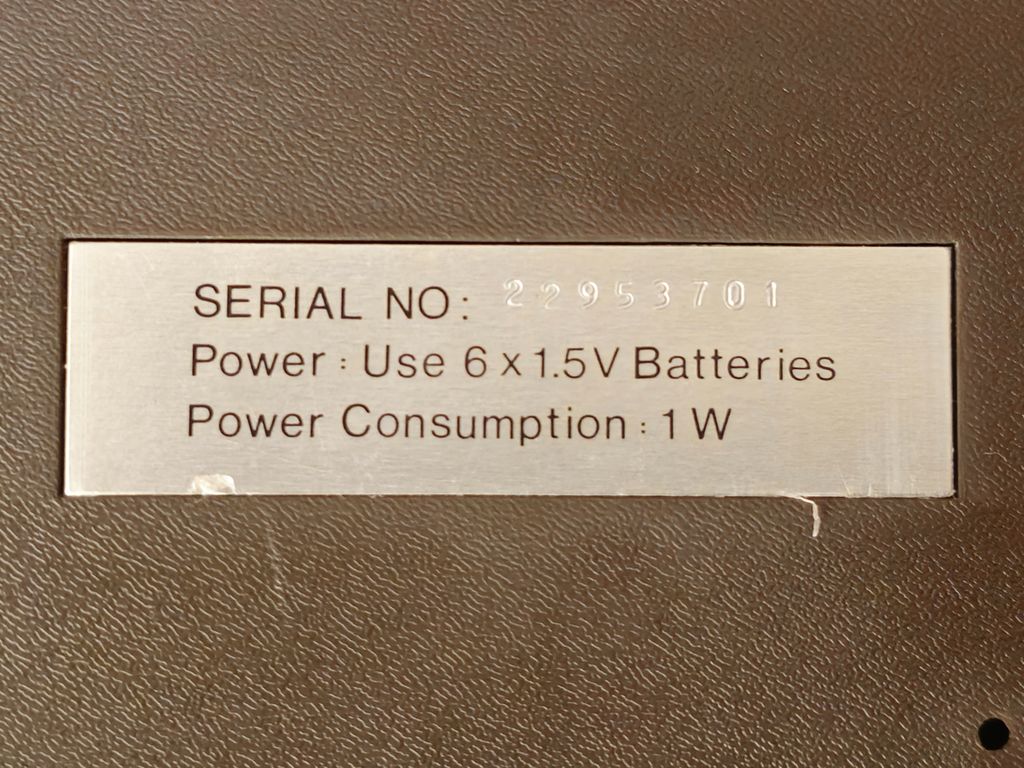 SERIAL NO: 22953701
Power : Use 6 x 1.5V Batteries
Power Consumption : 1 W